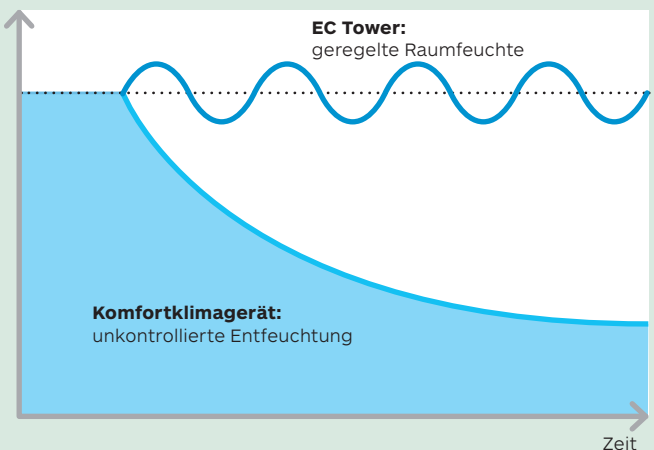 EC Tower:
geregelte Raumfeuchte
Komfortklimagerät:
unkontrollierte Entfeuchtung
Zeit